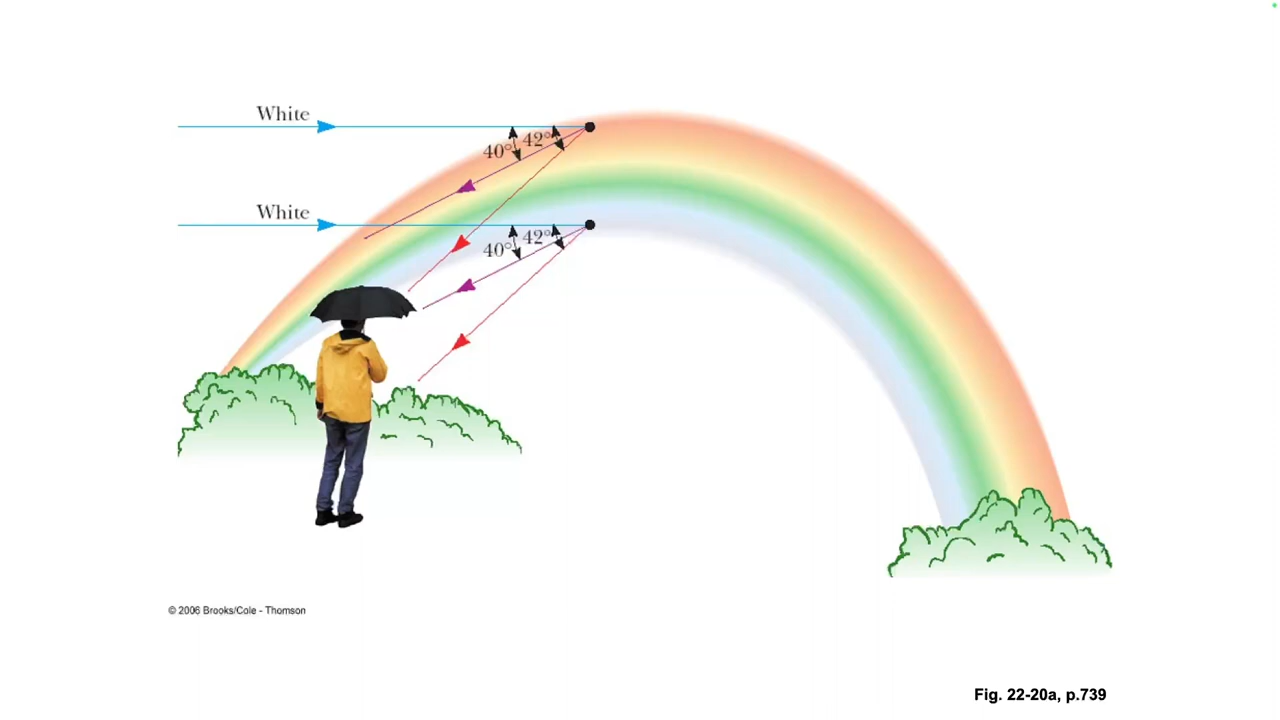 White
40° 42°
White
40° 42°
© 2006 Brooks/Cole - Thomson
Fig. 22-20a, p.739